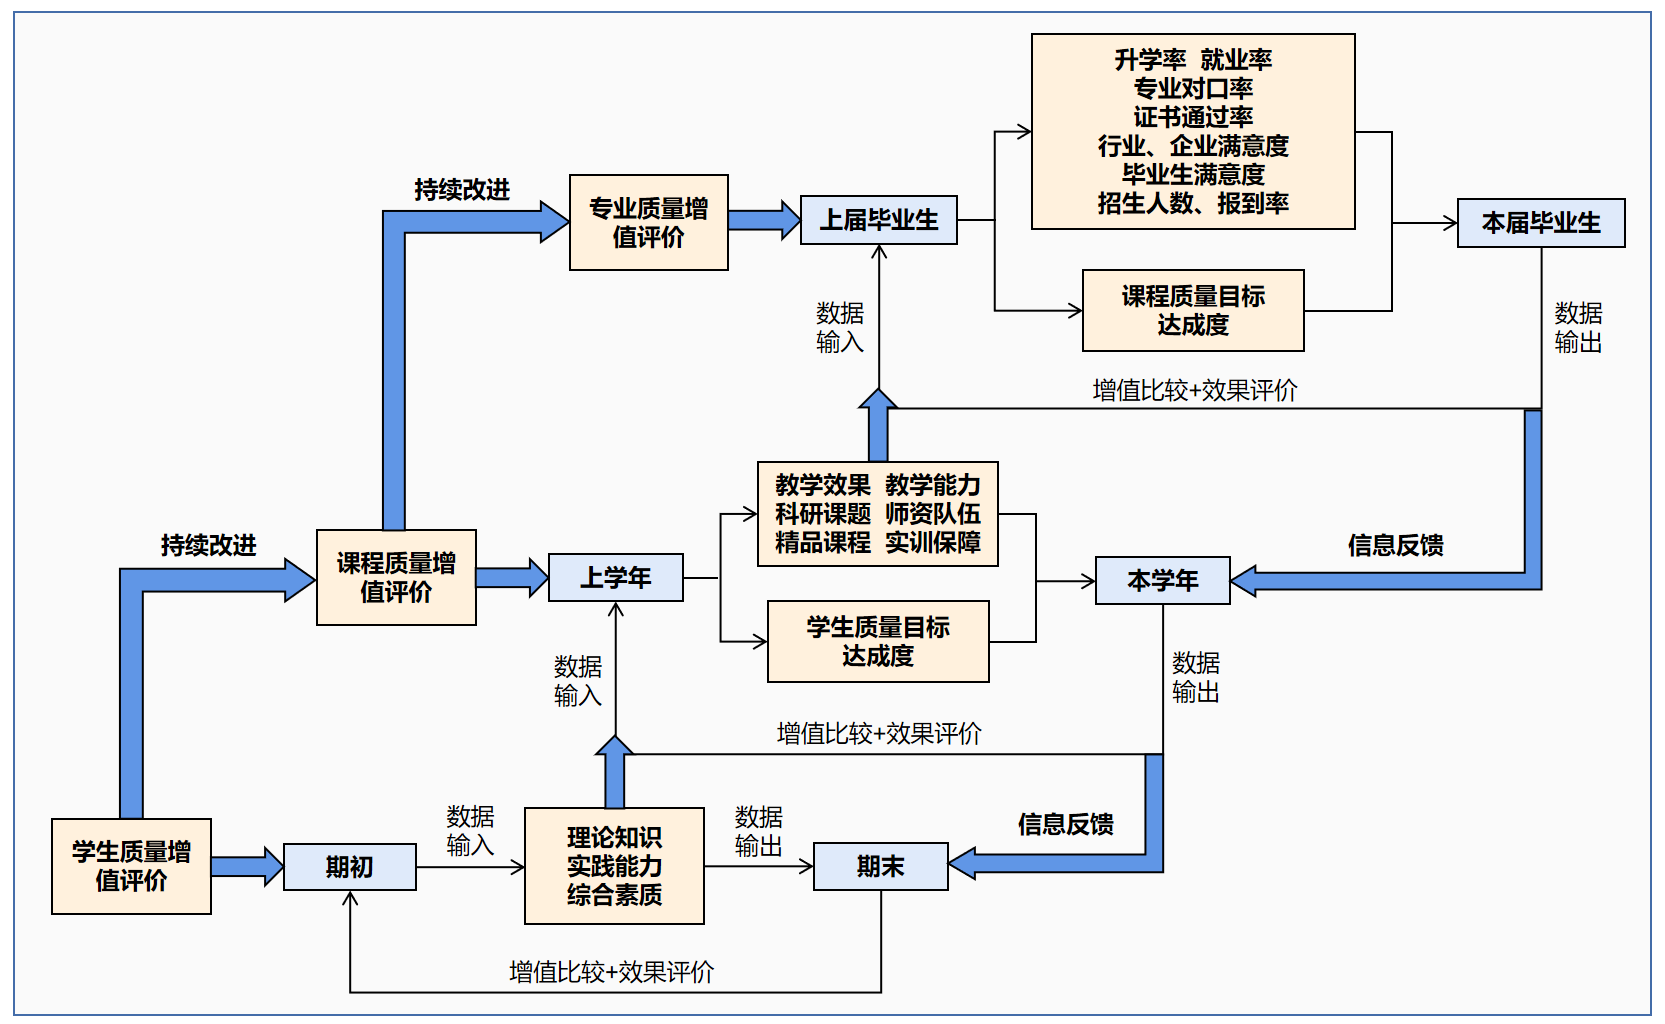 升学率 就业率
专业对口率
证书通过率
行业、企业满意度
毕业生满意度
招生人数、报到率
持续改进
专业质量增
值评价
上届毕业生
本届毕业生
课程质量目标
达成度
数据
输入
数据
输出
增值比较+效果评价
教学效果 教学能力
科研课题 师资队伍
精品课程 实训保障
持续改进
课程质量增
值评价
上学年
本学年
信息反馈
学生质量目标
达成度
数据
输入
数据
输出
增值比较+效果评价
学生质量增
值评价
期初
数据
输入
理论知识
实践能力
综合素质
数据
输出
期末
信息反馈
增值比较+效果评价